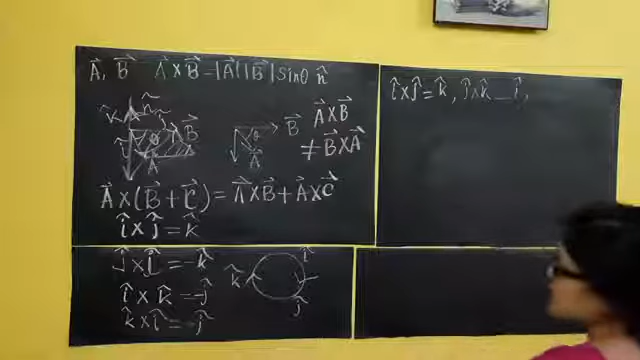 A⃗, B⃗ A⃗ × B⃗ = |A⃗| |B⃗| sinθ n̂
n̂
k̂
ĵ
B⃗
î
θ
A⃗
θ
B⃗
A⃗
A⃗×B⃗
≠ B⃗×A⃗
A⃗ × (B⃗ + C⃗) = A⃗×B⃗ + A⃗×C⃗
î × ĵ = k̂
ĵ × î = -k̂
î × k̂ = -ĵ
k̂ × î = ĵ
î
k̂
ĵ
î×ĵ = k̂, ĵ×k̂ = î,